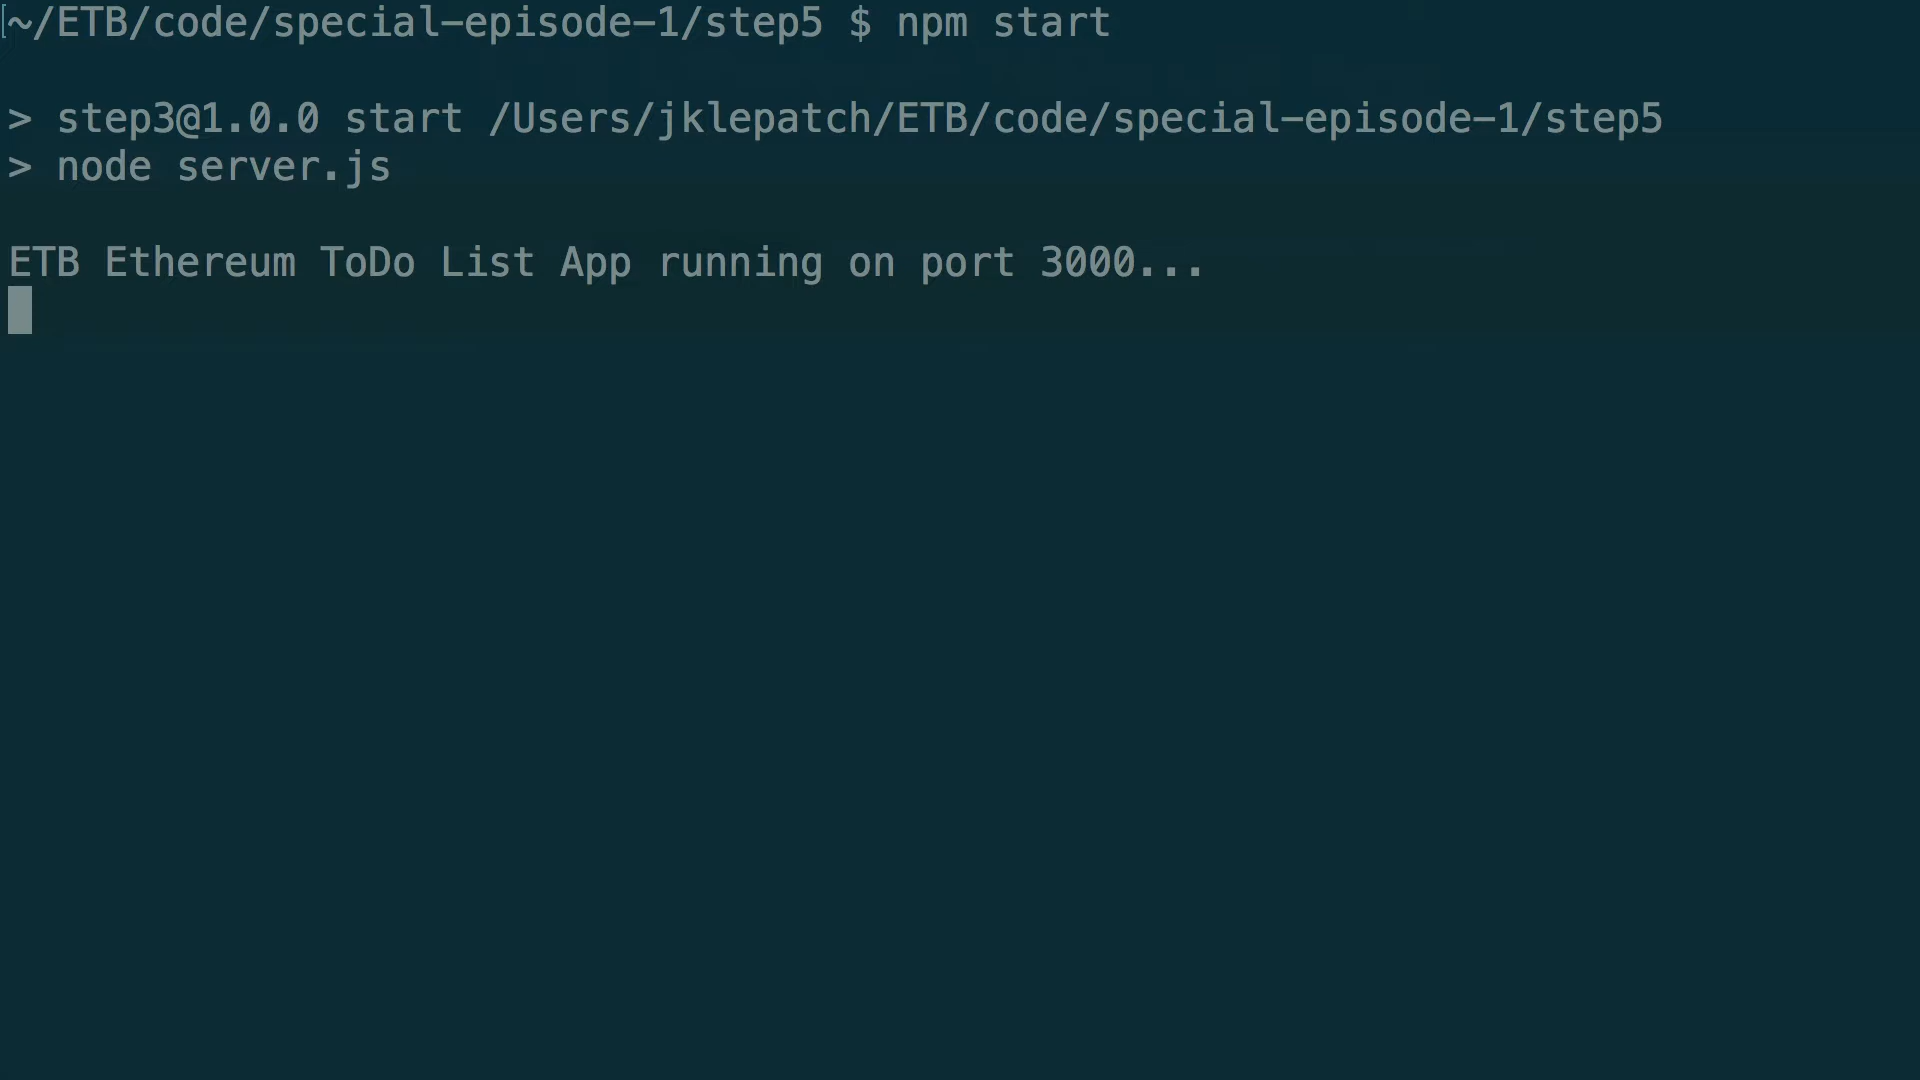 ~/ETB/code/special-episode-1/step5 $ npm start
> step3@1.0.0 start /Users/jklepatch/ETB/code/special-episode-1/step5
> node server.js
ETB Ethereum ToDo List App running on port 3000...